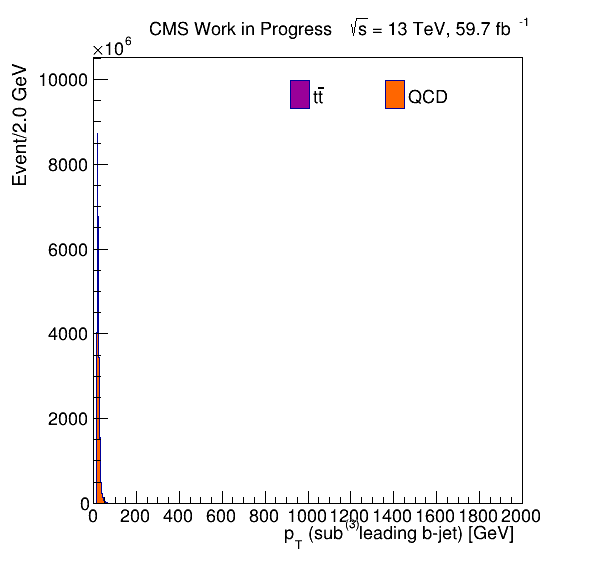 CMS Work in Progress √s = 13 TeV, 59.7 fb⁻¹
×10⁶
Event/2.0 GeV
10000
8000
6000
4000
2000
0
tt̄
QCD
0 200 400 600 800 1000 1200 1400 1600 1800 2000
p_T (sub⁽³⁾leading b-jet) [GeV]